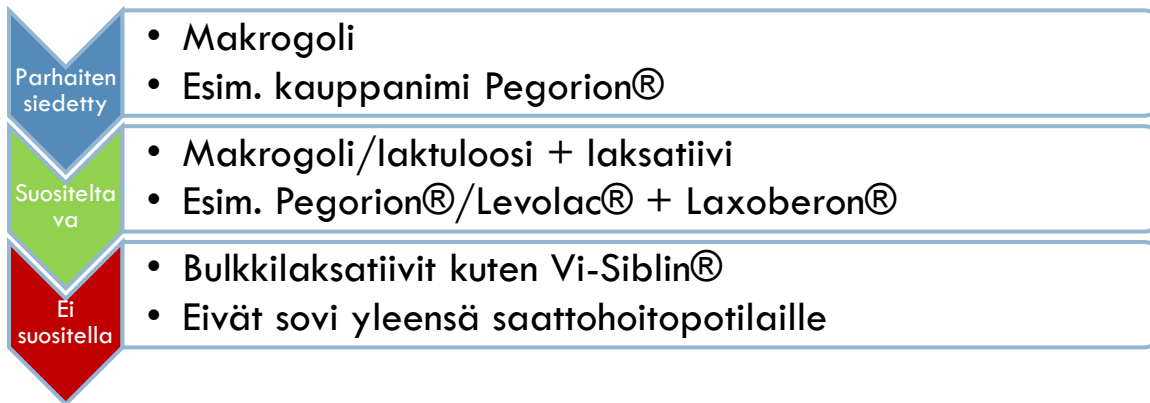 Parhaiten
siedetty
• Makrogoli
• Esim. kauppanimi Pegorion®
Suositelta
va
• Makrogoli/laktuloosi + laksatiivi
• Esim. Pegorion®/Levolac® + Laxoberon®
Ei
suositella
• Bulkkilaksatiivit kuten Vi-Siblin®
• Eivät sovi yleensä saattohoitopotilaille